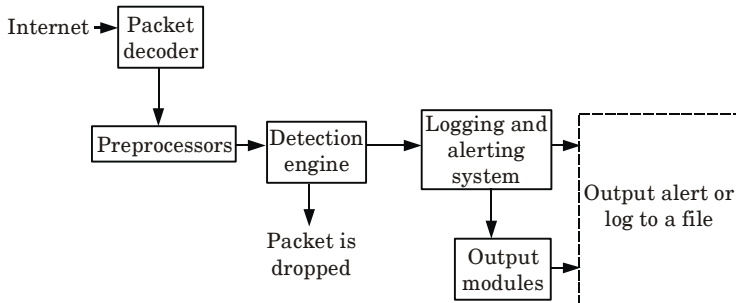 Internet
Packet
decoder
Preprocessors
Detection
engine
Packet is
dropped
Logging and
alerting
system
Output
modules
Output alert or
log to a file